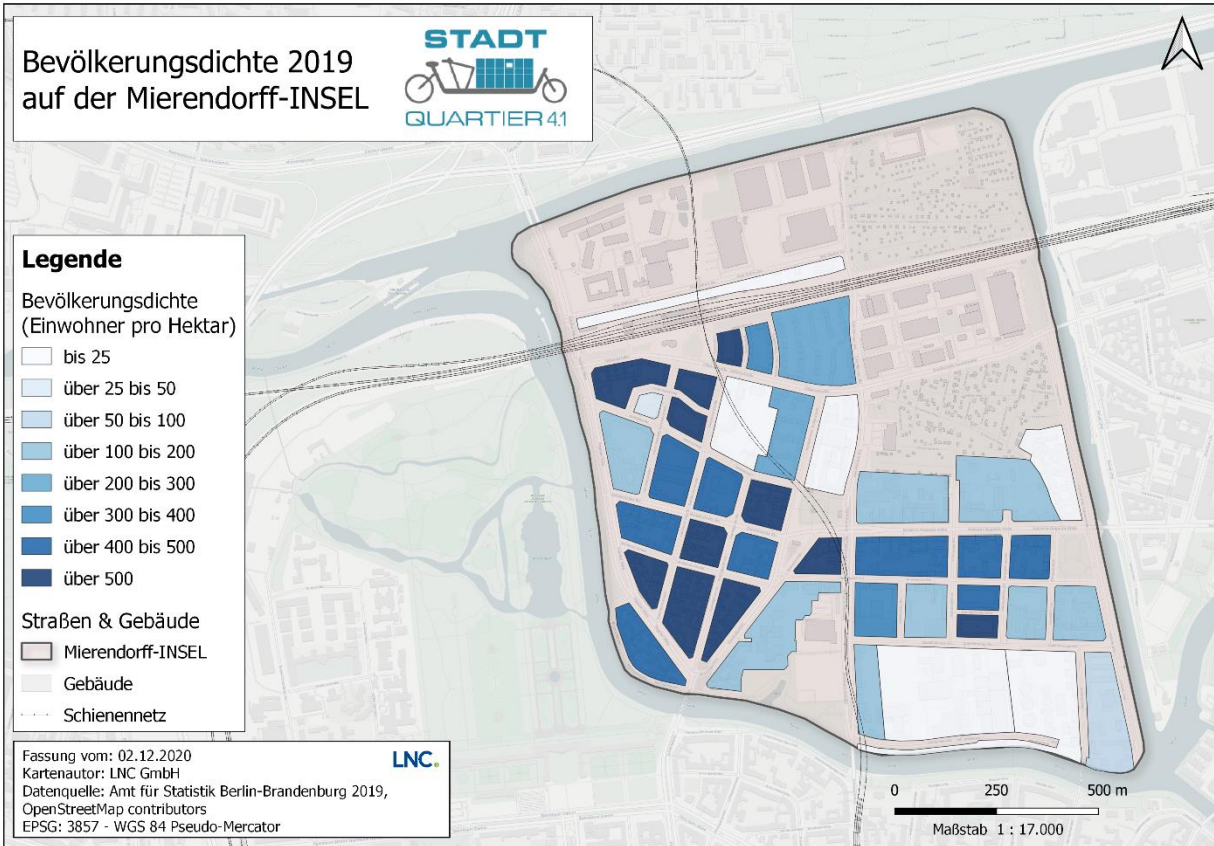 Bevölkerungsdichte 2019
auf der Mierendorff-INSEL
STADT
QUARTIER 4.1
Legende
Bevölkerungsdichte
(Einwohner pro Hektar)
bis 25
über 25 bis 50
über 50 bis 100
über 100 bis 200
über 200 bis 300
über 300 bis 400
über 400 bis 500
über 500
Straßen & Gebäude
Mierendorff-INSEL
Gebäude
Schienennetz
Fassung vom: 02.12.2020
Kartenautor: LNC GmbH
Datenquelle: Amt für Statistik Berlin-Brandenburg 2019,
OpenStreetMap contributors
EPSG: 3857 - WGS 84 Pseudo-Mercator
LNC.
0 250 500 m
Maßstab 1 : 17.000